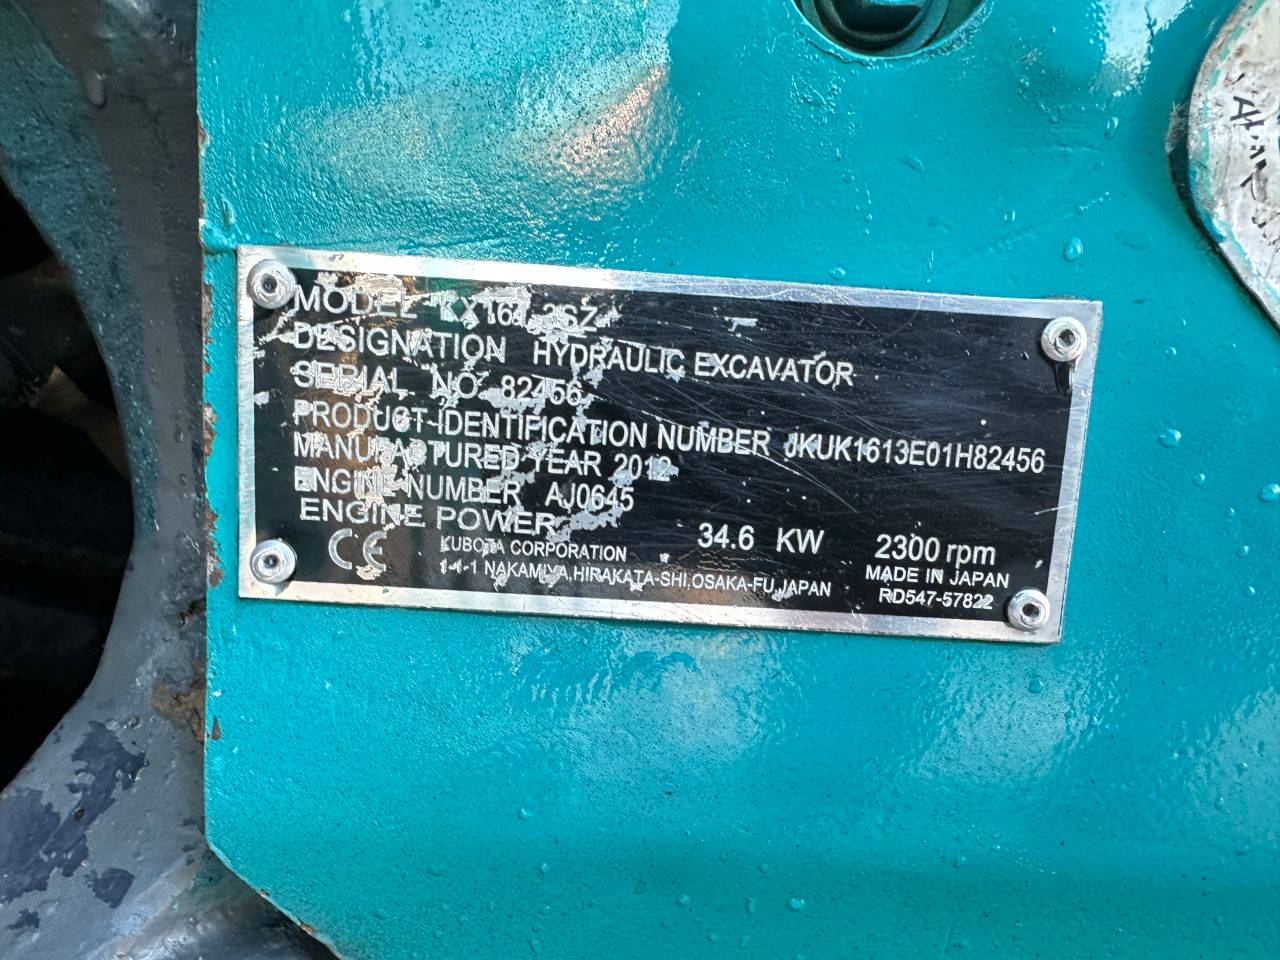 MODEL KX161-3SZ
DESIGNATION HYDRAULIC EXCAVATOR
SERIAL NO 82456
PRODUCT IDENTIFICATION NUMBER JKUK1613E01H82456
MANUFACTURED YEAR 2012
ENGINE NUMBER AJ0645
ENGINE POWER 34.6 KW 2300 rpm
CE
KUBOTA CORPORATION
1-1-1 NAKAMIYA,HIRAKATA-SHI,OSAKA-FU,JAPAN
MADE IN JAPAN
RD547-57822